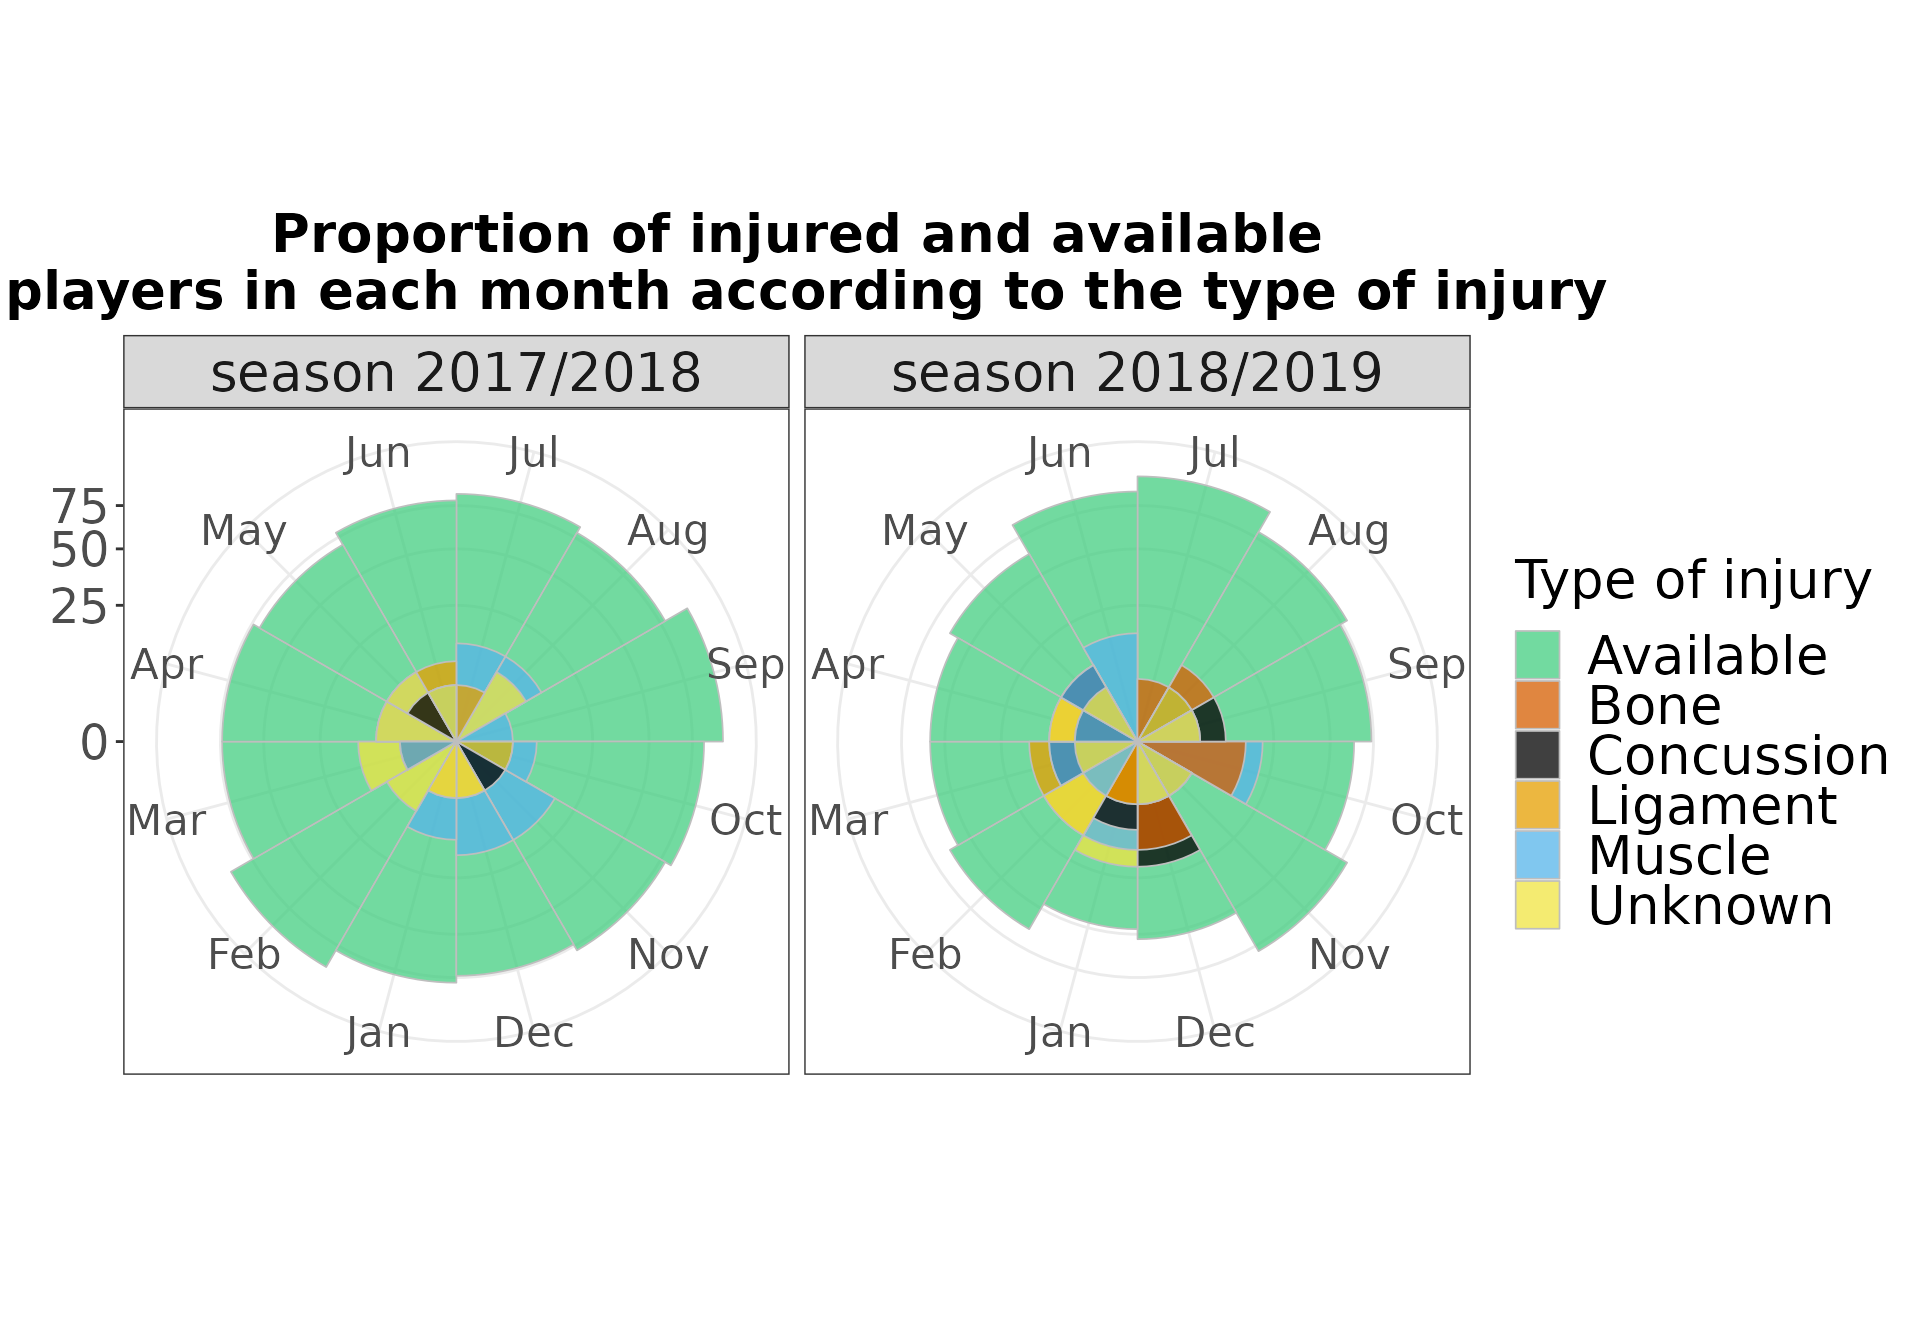 Proportion of injured and available
players in each month according to the type of injury
season 2017/2018
season 2018/2019
75
50
25
0
Jun
Jul
May
Aug
Apr
Sep
Mar
Oct
Feb
Nov
Jan
Dec
Jun
Jul
May
Aug
Apr
Sep
Mar
Oct
Feb
Nov
Jan
Dec
Type of injury
Available
Bone
Concussion
Ligament
Muscle
Unknown